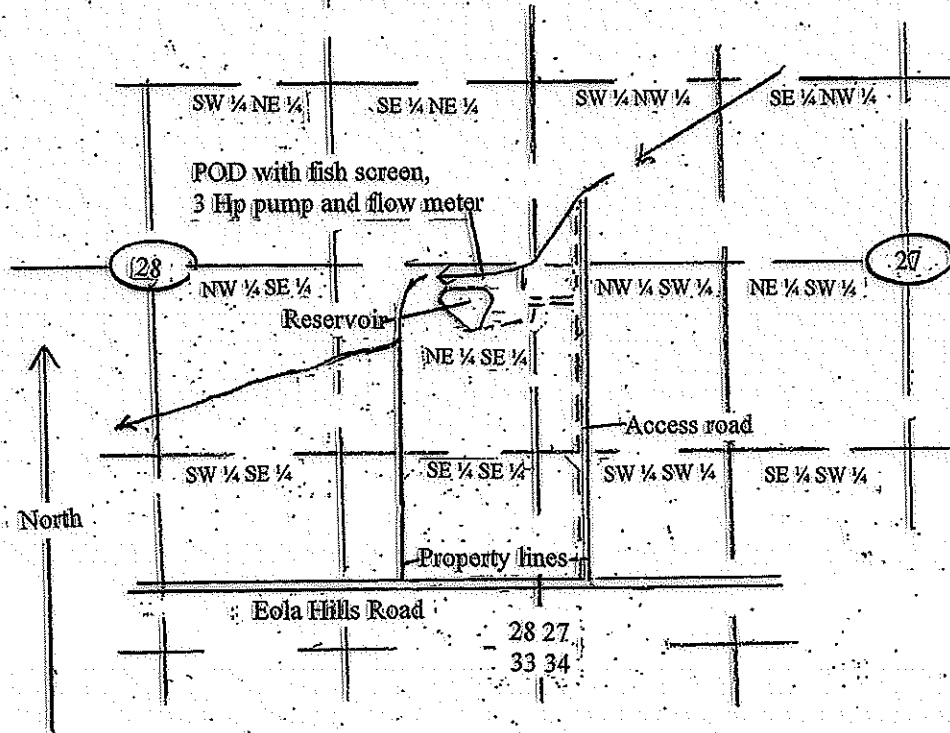 SW ¼ NE ¼
SE ¼ NE ¼
SW ¼ NW ¼
SE ¼ NW ¼
POD with fish screen,
3 Hp pump and flow meter
28
27
NW ¼ SE ¼
NW ¼ SW ¼
NE ¼ SW ¼
Reservoir
NE ¼ SE ¼
Access road
SW ¼ SE ¼
SE ¼ SE ¼
SW ¼ SW ¼
SE ¼ SW ¼
North
Property lines
Eola Hills Road
28 27
33 34